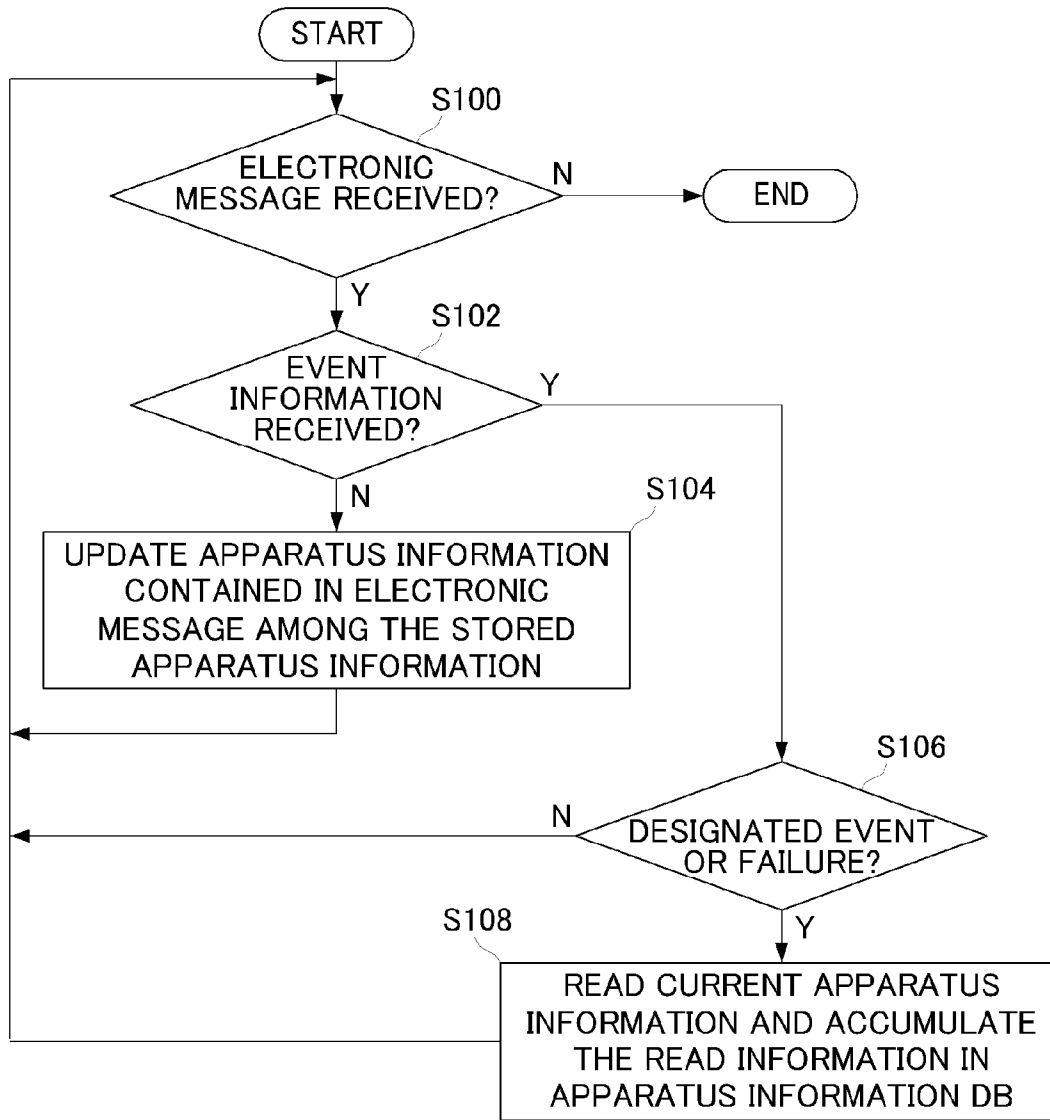 START
S100
ELECTRONIC
MESSAGE RECEIVED?
N
END
Y
S102
EVENT
INFORMATION
RECEIVED?
Y
N
S104
UPDATE APPARATUS INFORMATION
CONTAINED IN ELECTRONIC
MESSAGE AMONG THE STORED
APPARATUS INFORMATION
S106
N
DESIGNATED EVENT
OR FAILURE?
Y
S108
READ CURRENT APPARATUS
INFORMATION AND ACCUMULATE
THE READ INFORMATION IN
APPARATUS INFORMATION DB